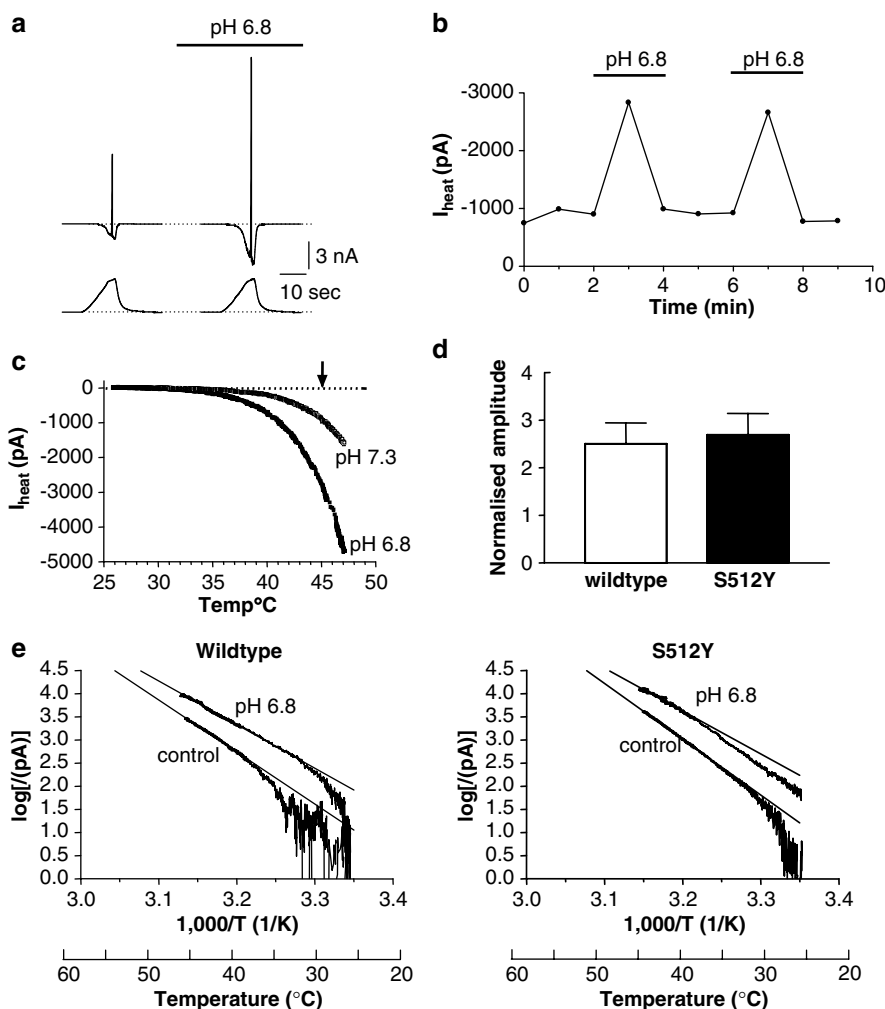 a
pH 6.8
3 nA
10 sec
b
pH 6.8 pH 6.8
-3000
-2000
-1000
0
I_heat (pA)
0 2 4 6 8 10
Time (min)
c
0
-1000
-2000
-3000
-4000
-5000
I_heat (pA)
pH 7.3
pH 6.8
25 30 35 40 45 50
Temp°C
d
4
3
2
1
0
Normalised amplitude
wildtype S512Y
e
Wildtype
4.5
4.0
3.5
3.0
2.5
2.0
1.5
1.0
0.5
0.0
log[I(pA)]
pH 6.8
control
3.0 3.1 3.2 3.3 3.4
1,000/T (1/K)
60 50 40 30 20
Temperature (°C)
S512Y
4.5
4.0
3.5
3.0
2.5
2.0
1.5
1.0
0.5
0.0
log[I(pA)]
pH 6.8
control
3.0 3.1 3.2 3.3 3.4
1,000/T (1/K)
60 50 40 30 20
Temperature (°C)